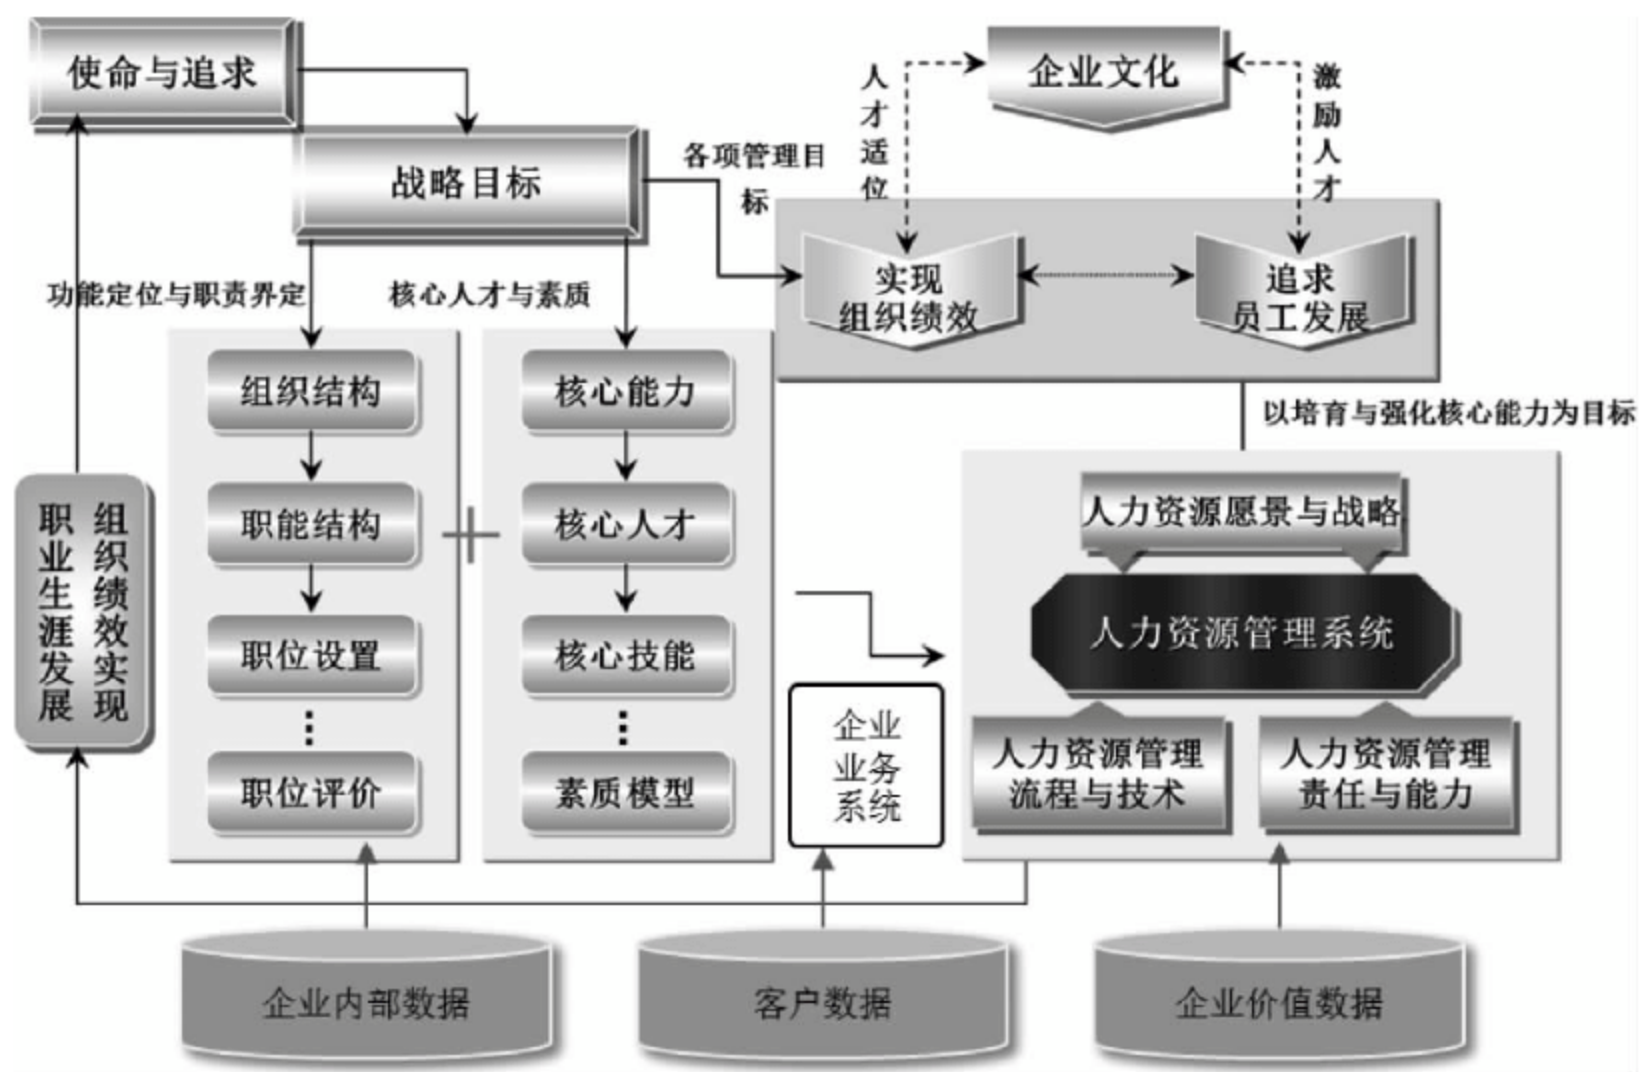 使命与追求
企业文化
人才适位
激励人才
战略目标
各项管理目
标
实现
组织绩效
追求
员工发展
功能定位与职责界定
核心人才与素质
组织结构
核心能力
以培育与强化核心能力为目标
职能结构
核心人才
人力资源愿景与战略
组织绩效实现
职业生涯发展
职位设置
核心技能
人力资源管理系统
企业
业务
系统
人力资源管理
流程与技术
人力资源管理
责任与能力
职位评价
素质模型
企业内部数据
客户数据
企业价值数据